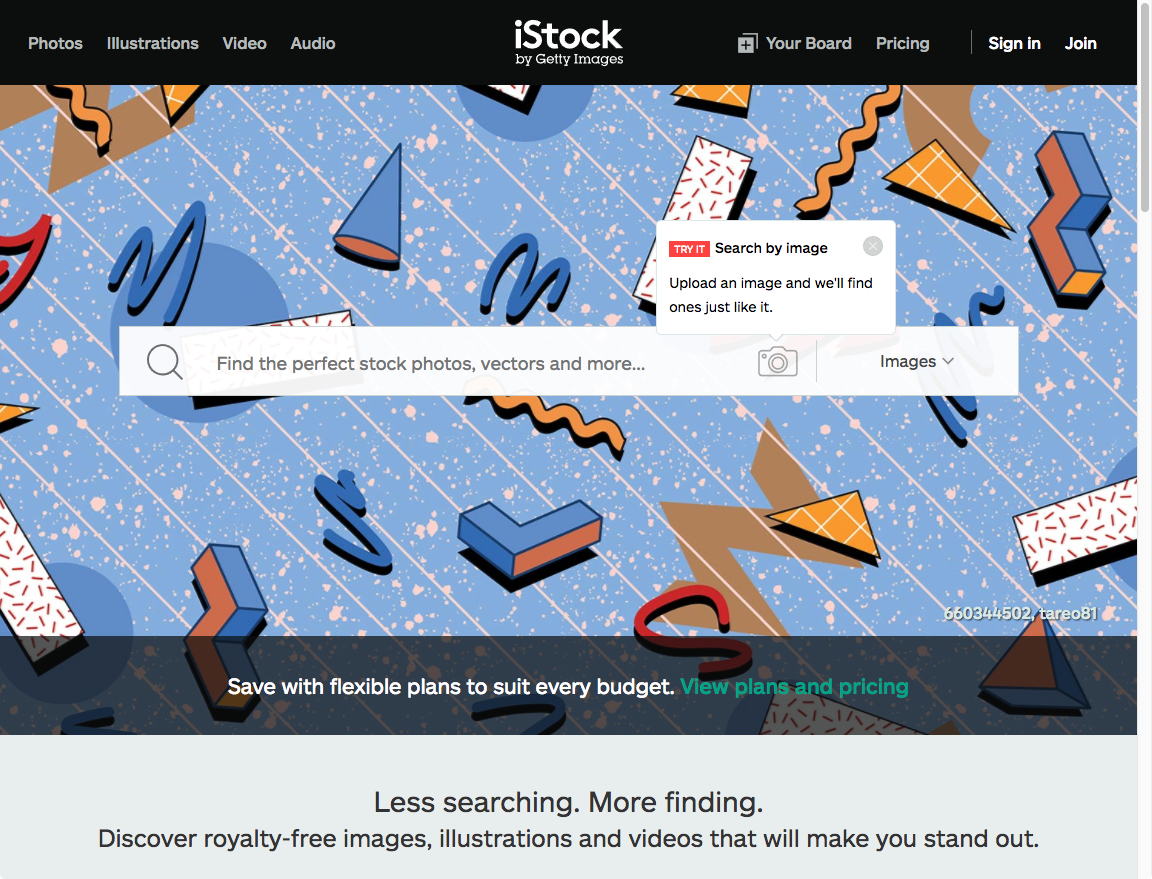 Photos Illustrations Video Audio
iStock
by Getty Images
Your Board Pricing Sign in Join
TRY IT Search by image
Upload an image and we'll find
ones just like it.
Find the perfect stock photos, vectors and more...
Images
660344502, tareo81
Save with flexible plans to suit every budget. View plans and pricing
Less searching. More finding.
Discover royalty-free images, illustrations and videos that will make you stand out.